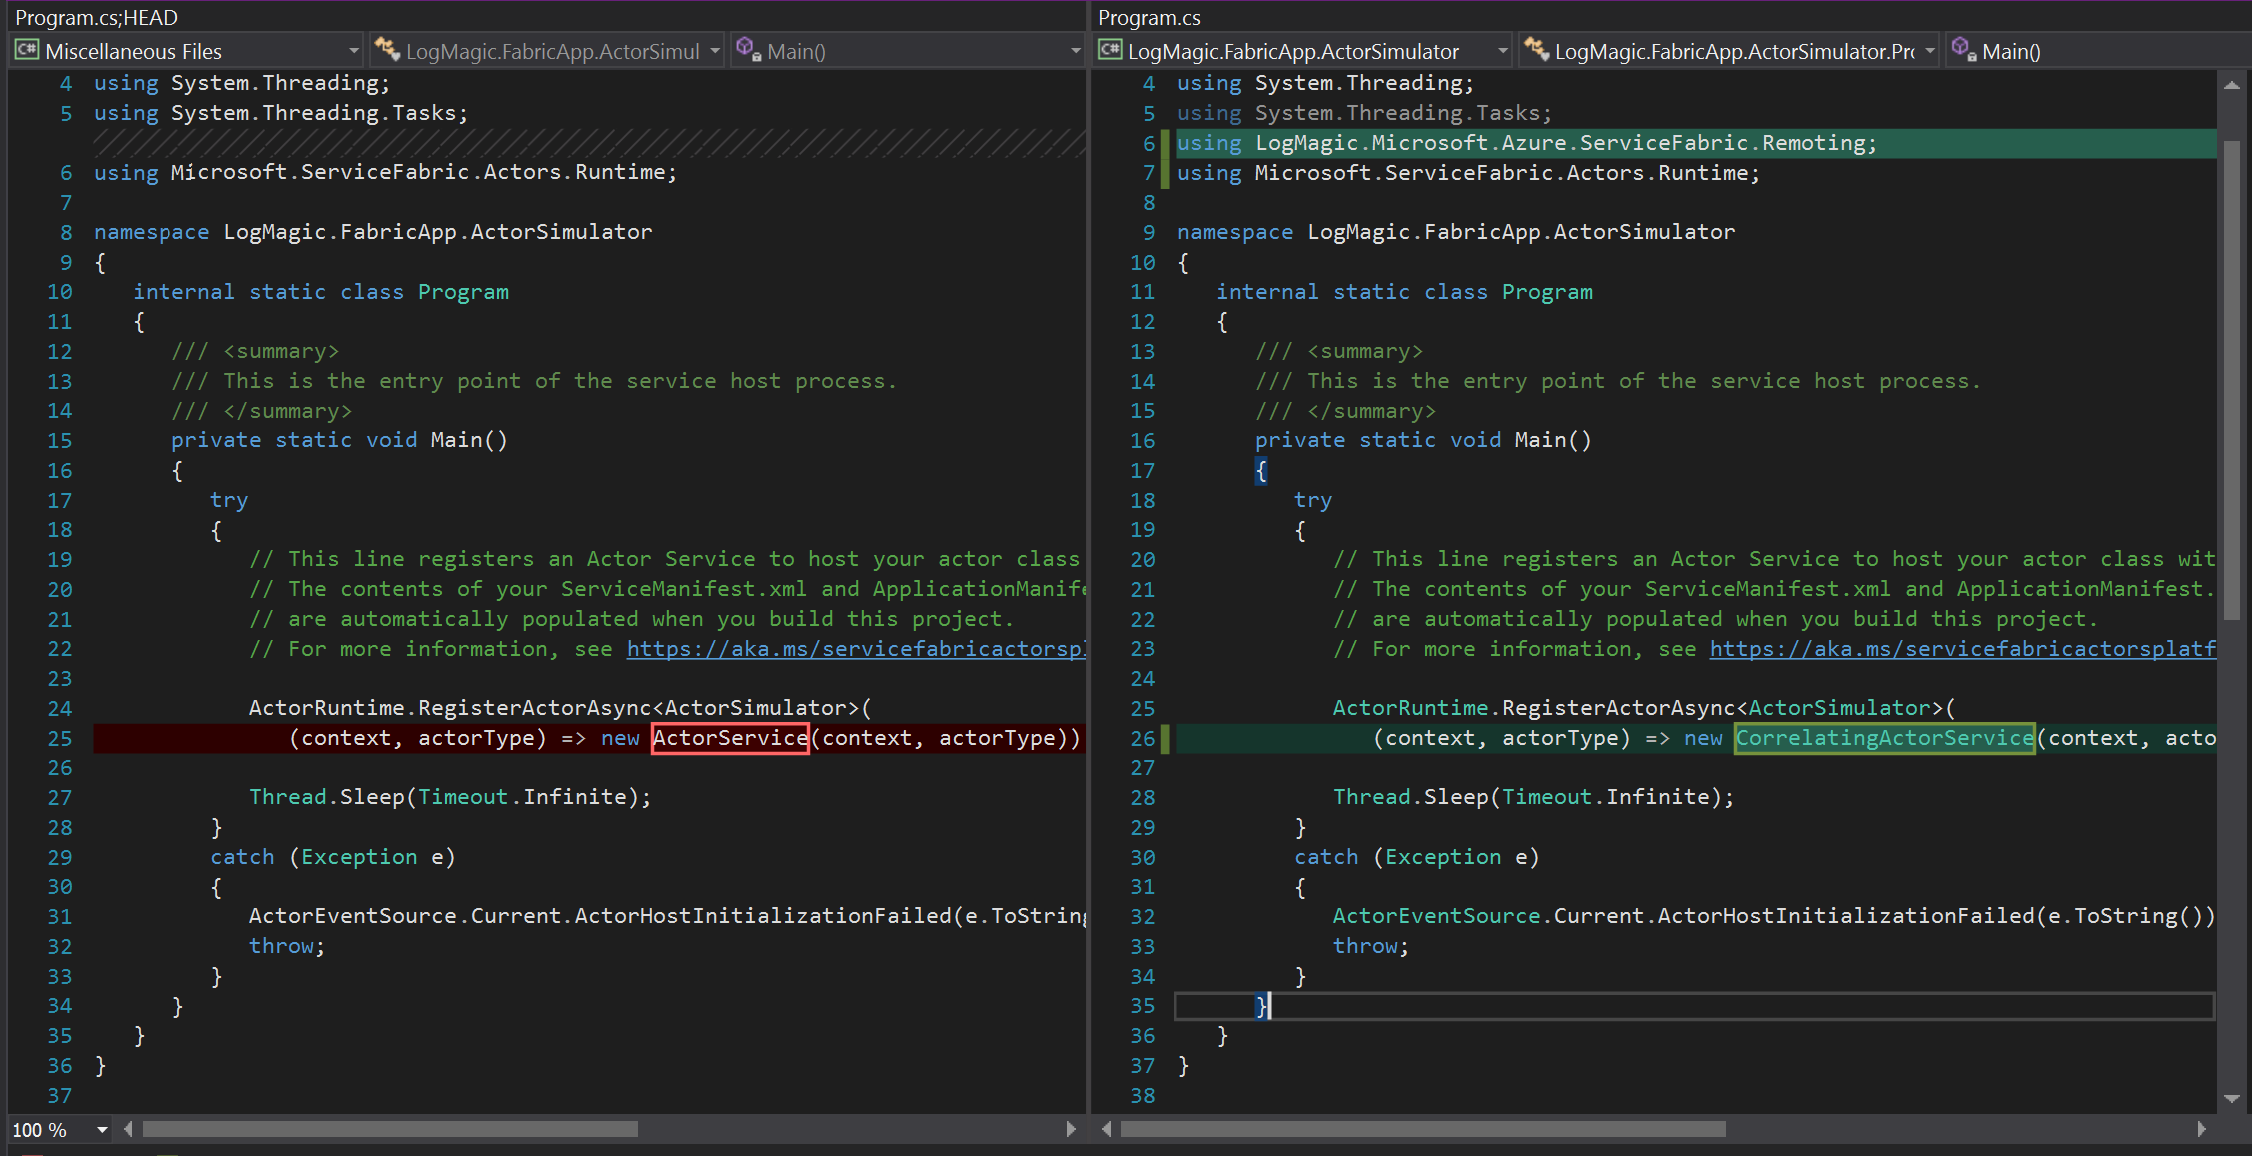 Program.cs;HEAD
Miscellaneous Files
LogMagic.FabricApp.ActorSimul
Main()
4 using System.Threading;
5 using System.Threading.Tasks;
6 using Microsoft.ServiceFabric.Actors.Runtime;
7
8 namespace LogMagic.FabricApp.ActorSimulator
9 {
10 internal static class Program
11 {
12 /// <summary>
13 /// This is the entry point of the service host process.
14 /// </summary>
15 private static void Main()
16 {
17 try
18 {
19 // This line registers an Actor Service to host your actor class
20 // The contents of your ServiceManifest.xml and ApplicationManife
21 // are automatically populated when you build this project.
22 // For more information, see https://aka.ms/servicefabricactorspl
23
24 ActorRuntime.RegisterActorAsync<ActorSimulator>(
25 (context, actorType) => new ActorService(context, actorType))
26
27 Thread.Sleep(Timeout.Infinite);
28 }
29 catch (Exception e)
30 {
31 ActorEventSource.Current.ActorHostInitializationFailed(e.ToString
32 throw;
33 }
34 }
35 }
36 }
37
100 %
Program.cs
C# LogMagic.FabricApp.ActorSimulator
LogMagic.FabricApp.ActorSimulator.Pr
Main()
4 using System.Threading;
5 using System.Threading.Tasks;
6 using LogMagic.Microsoft.Azure.ServiceFabric.Remoting;
7 using Microsoft.ServiceFabric.Actors.Runtime;
8
9 namespace LogMagic.FabricApp.ActorSimulator
10 {
11 internal static class Program
12 {
13 /// <summary>
14 /// This is the entry point of the service host process.
15 /// </summary>
16 private static void Main()
17 {
18 try
19 {
20 // This line registers an Actor Service to host your actor class wit
21 // The contents of your ServiceManifest.xml and ApplicationManifest.
22 // are automatically populated when you build this project.
23 // For more information, see https://aka.ms/servicefabricactorsplatf
24
25 ActorRuntime.RegisterActorAsync<ActorSimulator>(
26 (context, actorType) => new CorrelatingActorService(context, acto
27
28 Thread.Sleep(Timeout.Infinite);
29 }
30 catch (Exception e)
31 {
32 ActorEventSource.Current.ActorHostInitializationFailed(e.ToString())
33 throw;
34 }
35 }
36 }
37 }
38